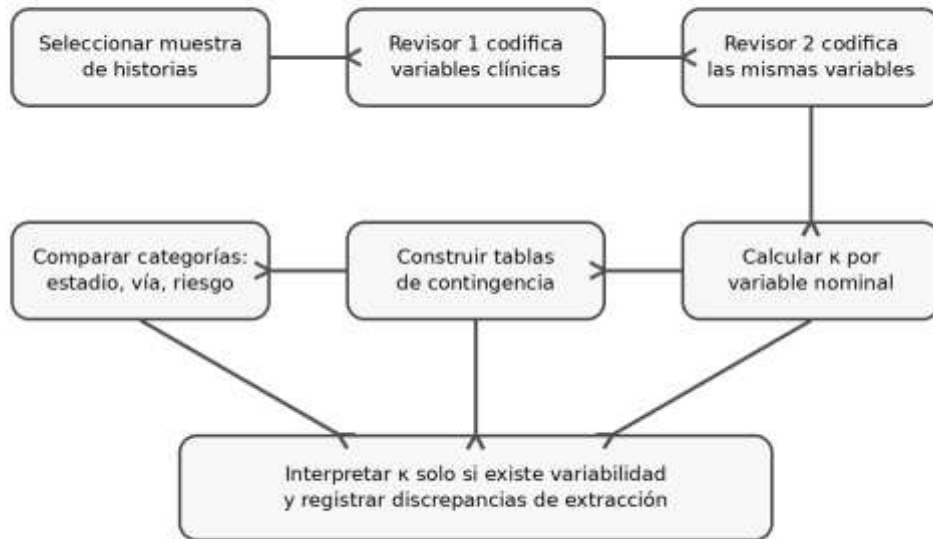 Seleccionar muestra
de historias
Revisor 1 codifica
variables clínicas
Revisor 2 codifica
las mismas variables
Comparar categorías:
estadio, vía, riesgo
Construir tablas
de contingencia
Calcular κ por
variable nominal
Interpretar κ solo si existe variabilidad
y registrar discrepancias de extracción